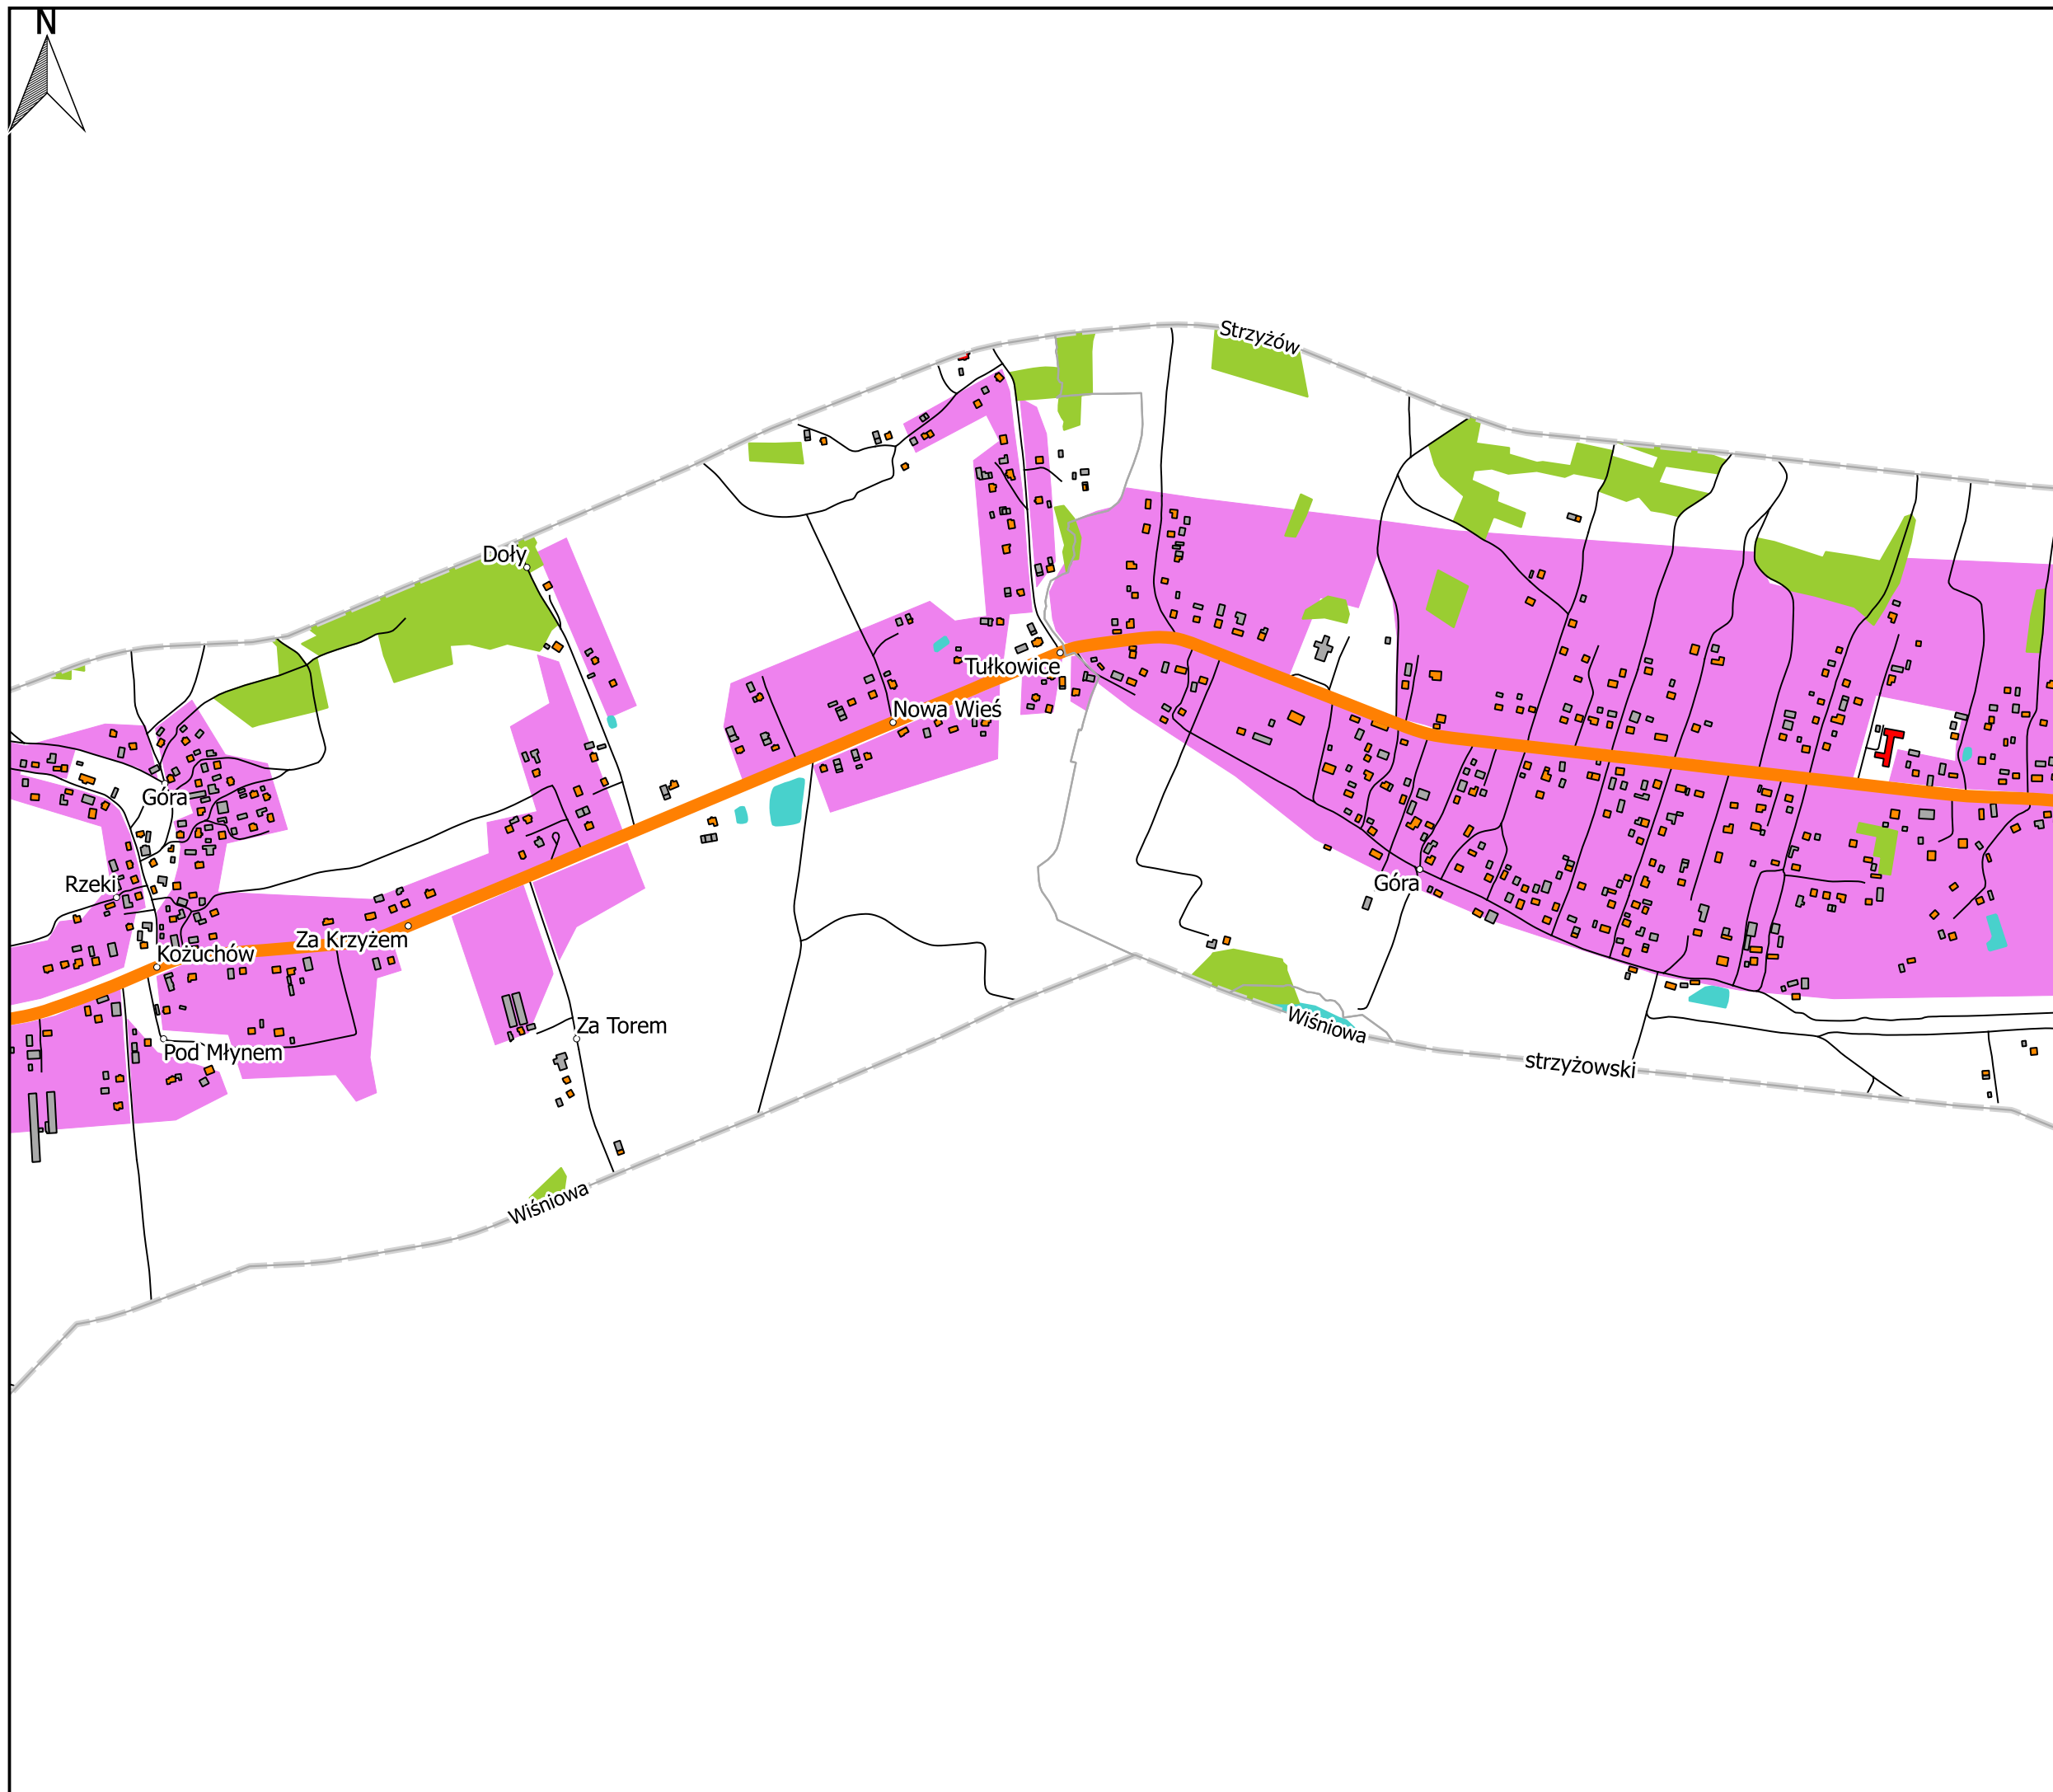 N
Strzyżów
Doły
Tułkowice
Nowa Wieś
Góra
Góra
Rzeki
Za Krzyżem
Kożuchów
Za Torem
Wiśniowa
Pod Młynem
strzyżowski
Wiśniowa